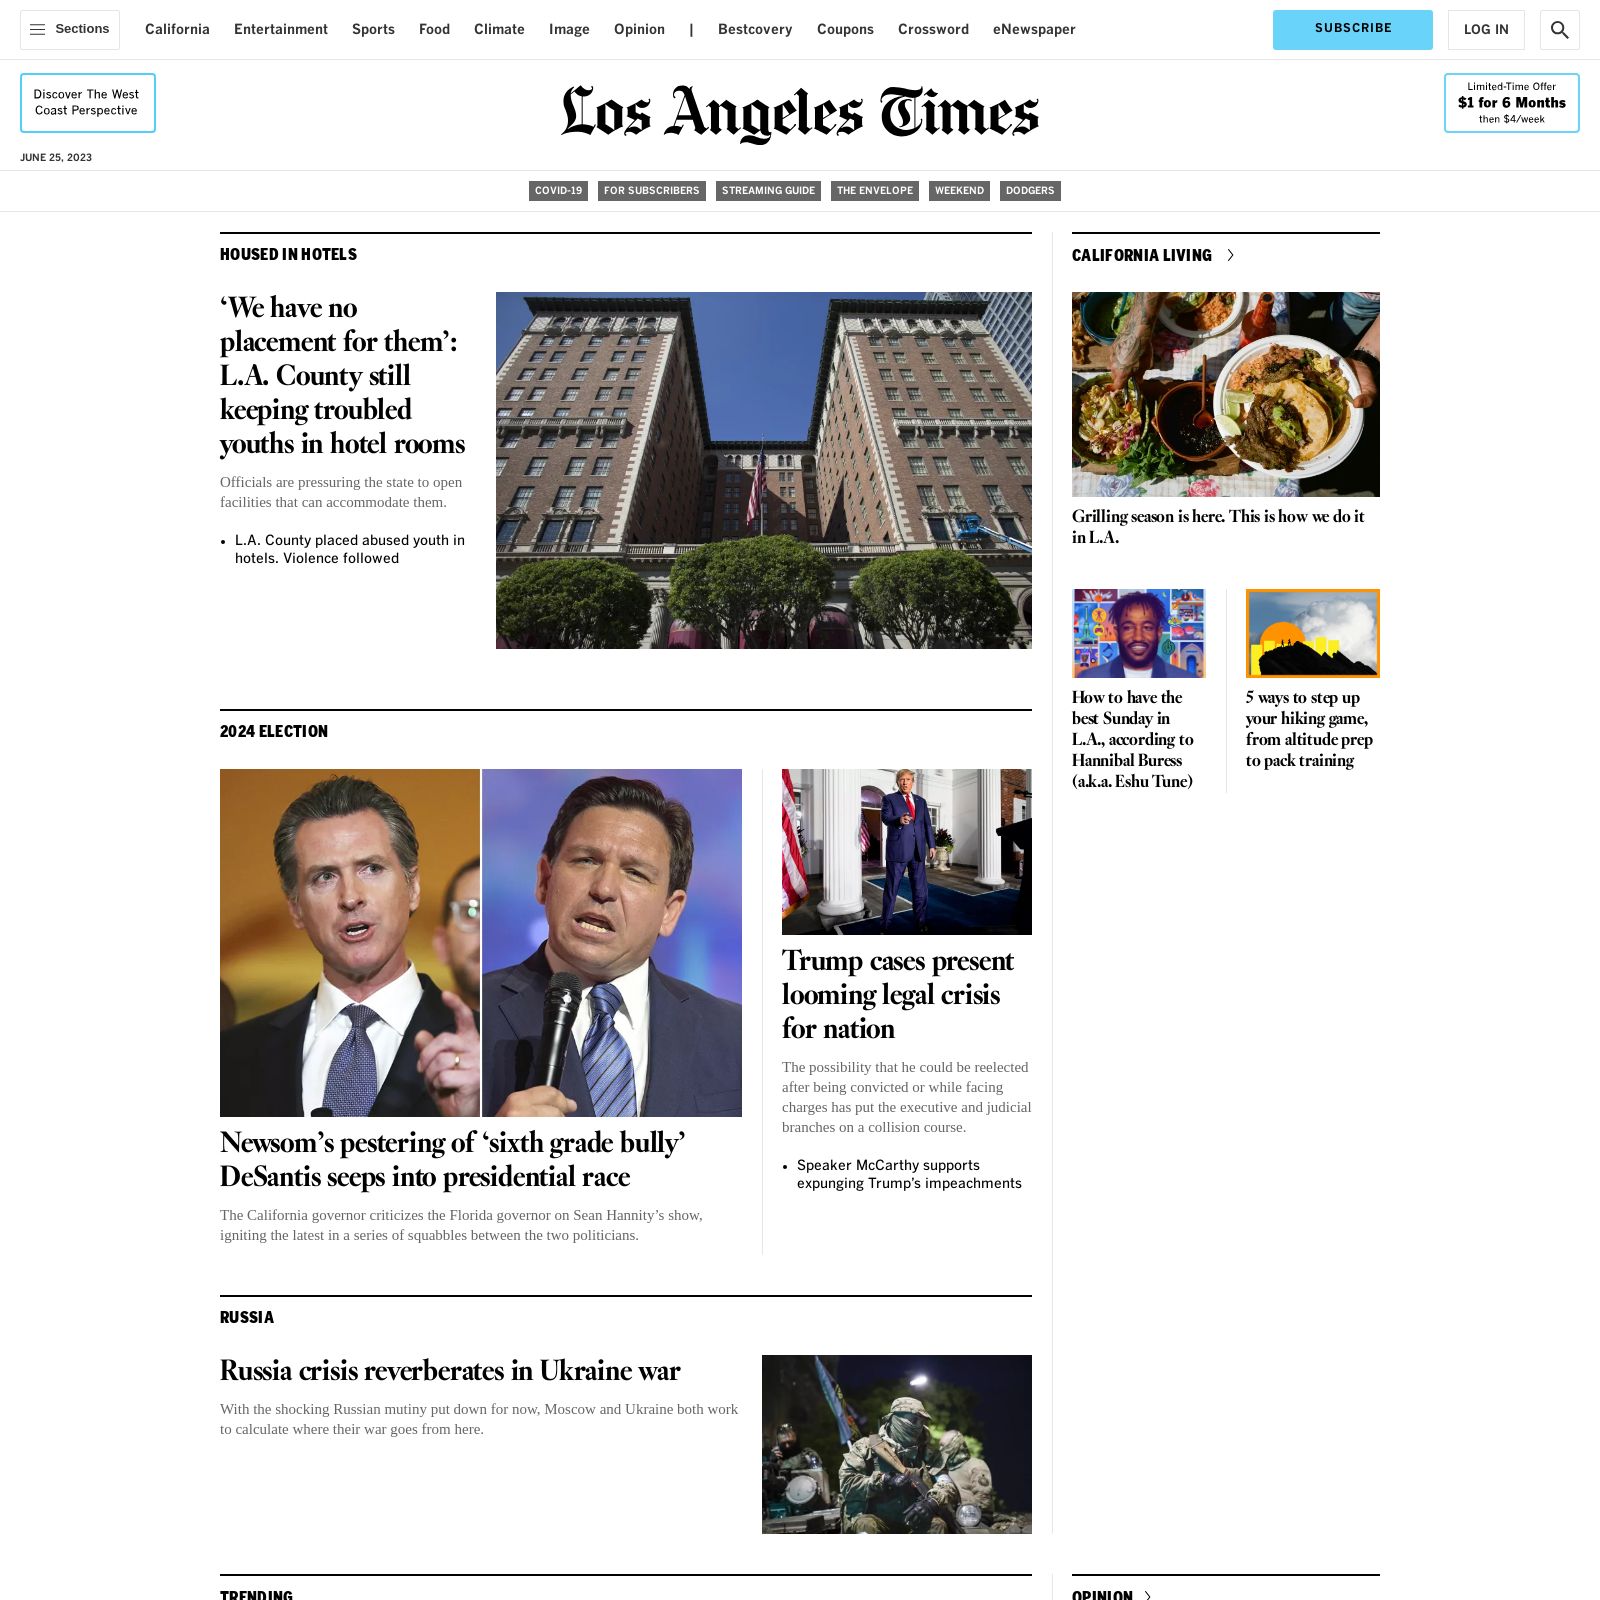 Sections
California
Entertainment
Sports
Food
Climate
Image
Opinion
|
Bestcovery
Coupons
Crossword
eNewspaper
SUBSCRIBE
LOG IN
Discover The West
Coast Perspective
Los Angeles Times
Limited-Time Offer
$1 for 6 Months
then $4/week
JUNE 25, 2023
COVID-19
FOR SUBSCRIBERS
STREAMING GUIDE
THE ENVELOPE
WEEKEND
DODGERS
HOUSED IN HOTELS
‘We have no
placement for them’:
L.A. County still
keeping troubled
youths in hotel rooms
Officials are pressuring the state to open
facilities that can accommodate them.
• L.A. County placed abused youth in
hotels. Violence followed
CALIFORNIA LIVING
Grilling season is here. This is how we do it
in L.A.
How to have the
best Sunday in
L.A., according to
Hannibal Buress
(a.k.a. Eshu Tune)
5 ways to step up
your hiking game,
from altitude prep
to pack training
2024 ELECTION
Newsom’s pestering of ‘sixth grade bully’
DeSantis seeps into presidential race
The California governor criticizes the Florida governor on Sean Hannity’s show,
igniting the latest in a series of squabbles between the two politicians.
Trump cases present
looming legal crisis
for nation
The possibility that he could be reelected
after being convicted or while facing
charges has put the executive and judicial
branches on a collision course.
• Speaker McCarthy supports
expunging Trump’s impeachments
RUSSIA
Russia crisis reverberates in Ukraine war
With the shocking Russian mutiny put down for now, Moscow and Ukraine both work
to calculate where their war goes from here.
TRENDING
OPINION